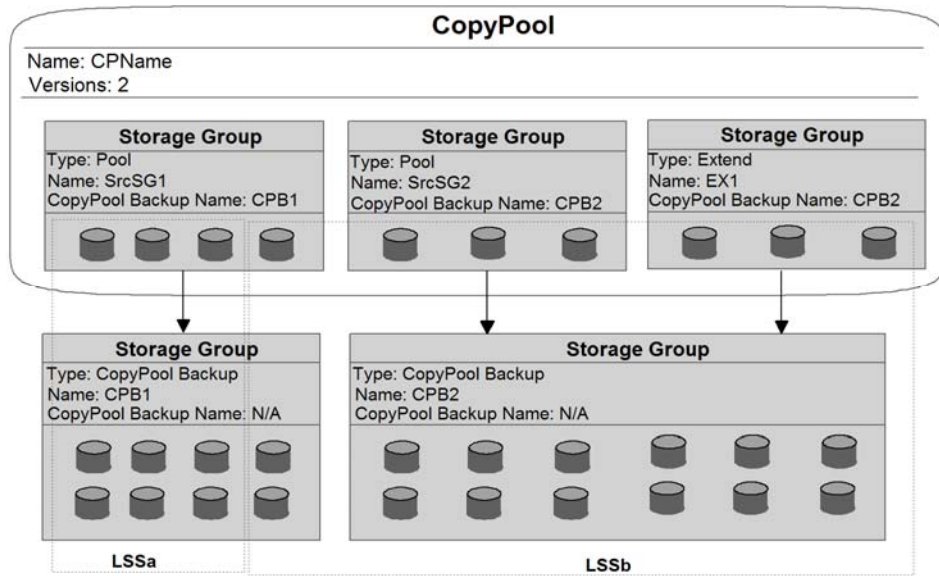 CopyPool
Name: CPName
Versions: 2
Storage Group
Type: Pool
Name: SrcSG1
CopyPool Backup Name: CPB1
Storage Group
Type: Pool
Name: SrcSG2
CopyPool Backup Name: CPB2
Storage Group
Type: Extend
Name: EX1
CopyPool Backup Name: CPB2
Storage Group
Type: CopyPool Backup
Name: CPB1
CopyPool Backup Name: N/A
Storage Group
Type: CopyPool Backup
Name: CPB2
CopyPool Backup Name: N/A
LSSa
LSSb